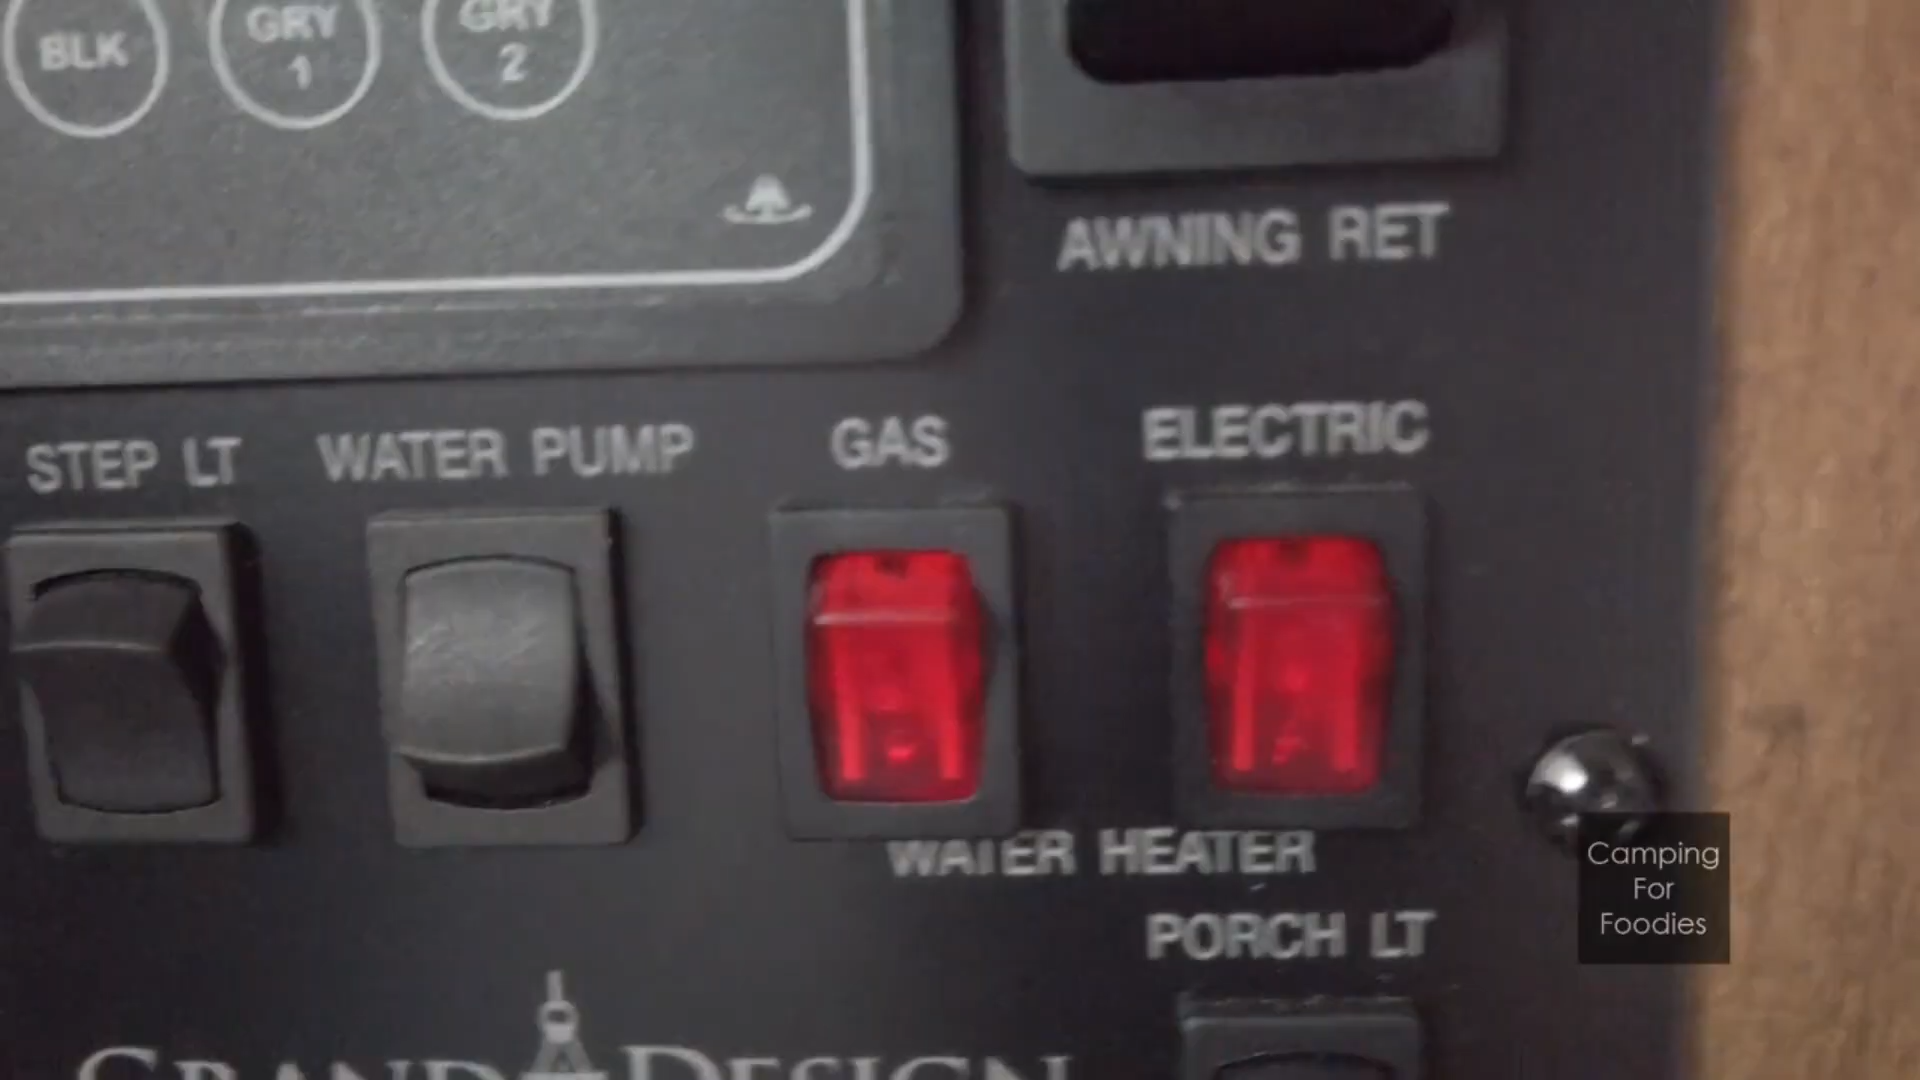 BLK
GRY
1
GRY
2
AWNING RET
STEP LT
WATER PUMP
GAS
ELECTRIC
WATER HEATER
PORCH LT
GRAND DESIGN
Camping
For
Foodies